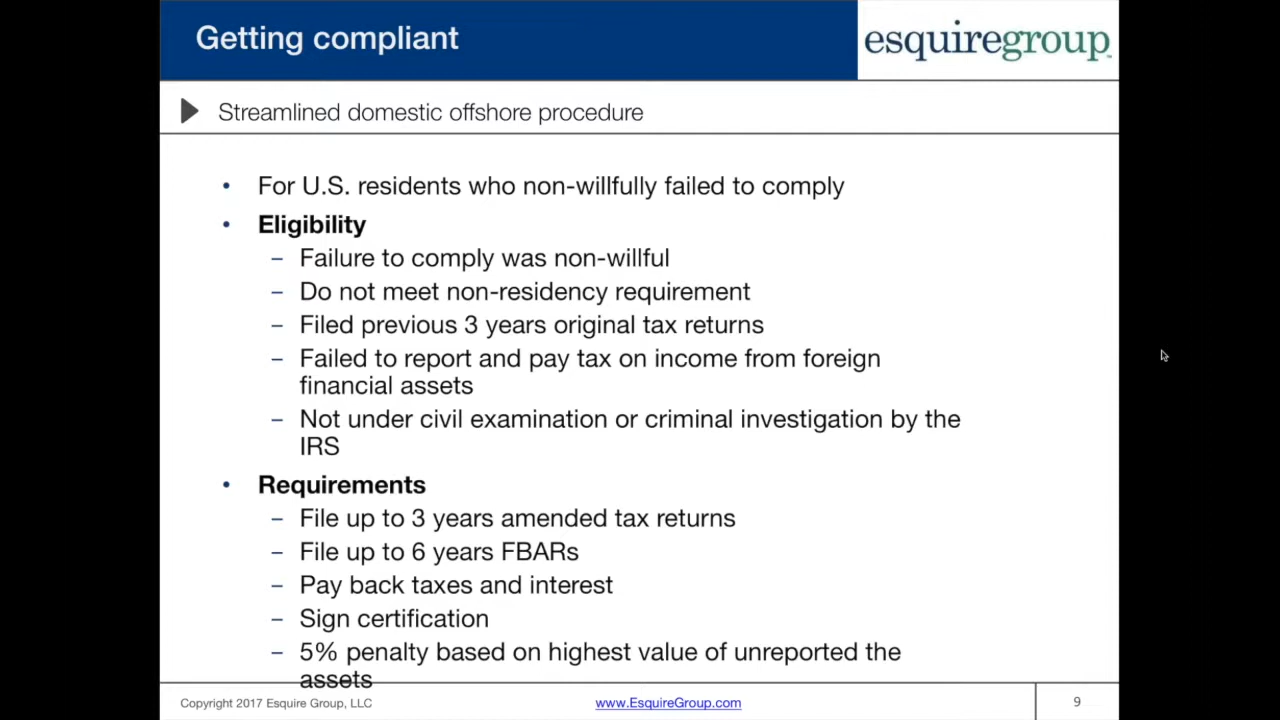 Getting compliant
esquiregroup
Streamlined domestic offshore procedure
• For U.S. residents who non-willfully failed to comply
• Eligibility
– Failure to comply was non-willful
– Do not meet non-residency requirement
– Filed previous 3 years original tax returns
– Failed to report and pay tax on income from foreign
financial assets
– Not under civil examination or criminal investigation by the
IRS
• Requirements
– File up to 3 years amended tax returns
– File up to 6 years FBARs
– Pay back taxes and interest
– Sign certification
– 5% penalty based on highest value of unreported the
assets
Copyright 2017 Esquire Group, LLC
www.EsquireGroup.com
9